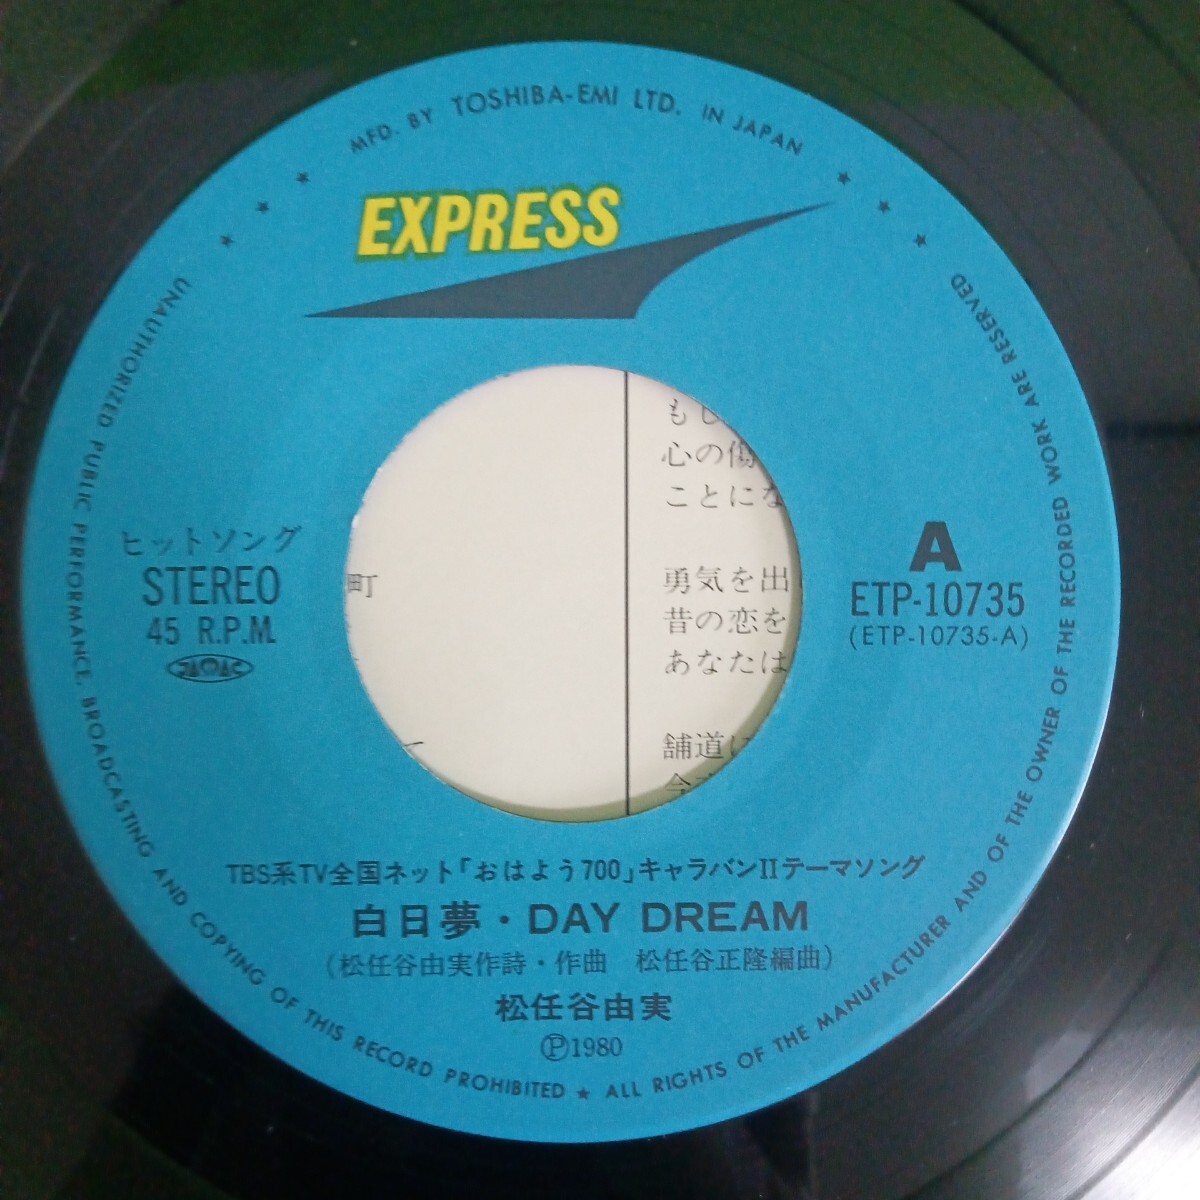 MFD. BY TOSHIBA-EMI LTD. IN JAPAN
EXPRESS
ヒットソング
STEREO
45 R.P.M.
A
ETP-10735
(ETP-10735-A)
町
もし
心の傷
ことにな
勇気を出
昔の恋を
あなたは
舗道に
TBS系TV全国ネット「おはよう700」キャラバンIIテーマソング
白日夢・DAY DREAM
(松任谷由実作詩・作曲 松任谷正隆編曲)
松任谷由実
Ⓟ1980
UNAUTHORIZED PUBLIC PERFORMANCE, BROADCASTING AND COPYING OF THIS RECORD PROHIBITED ★ ALL RIGHTS OF THE MANUFACTURER AND OF THE OWNER OF THE RECORDED WORK ARE RESERVED